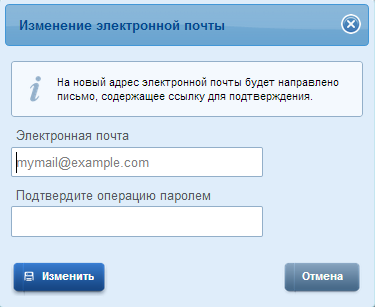 Изменение электронной почты
На новый адрес электронной почты будет направлено
письмо, содержащее ссылку для подтверждения.
Электронная почта
mymail@example.com
Подтвердите операцию паролем
Изменить
Отмена